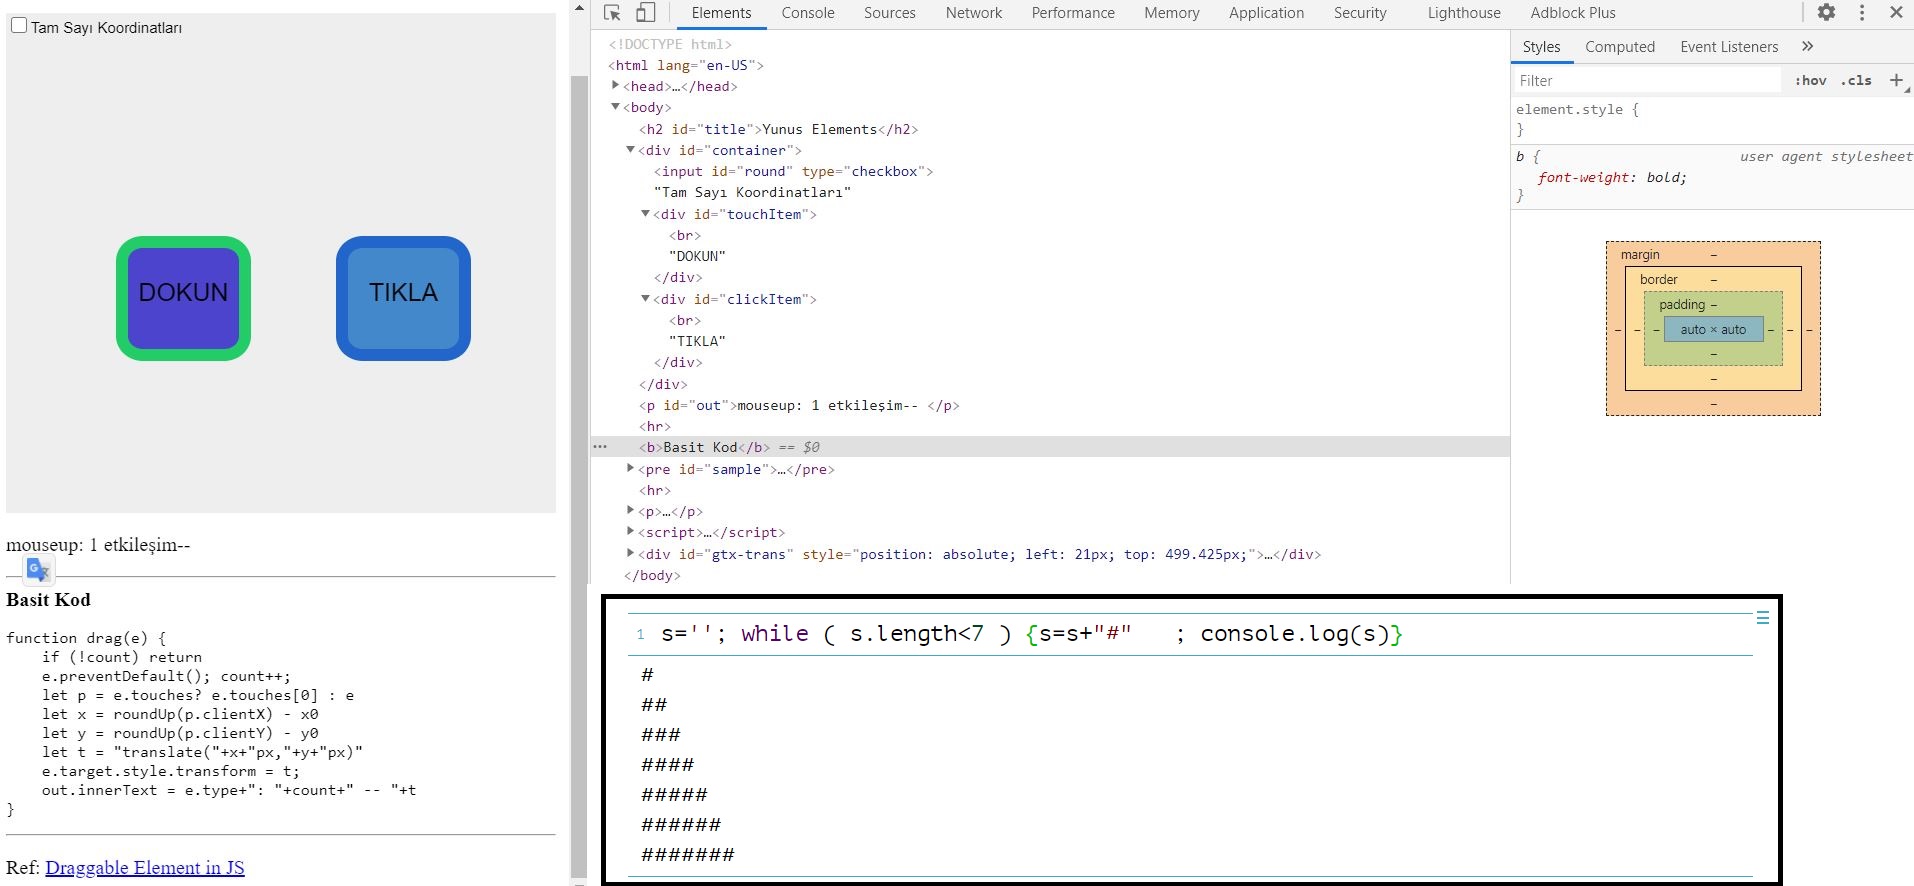 Tam Sayı Koordinatları
DOKUN
TIKLA
mouseup: 1 etkileşim--
Basit Kod
function drag(e) {
    if (!count) return
    e.preventDefault(); count++;
    let p = e.touches? e.touches[0] : e
    let x = roundUp(p.clientX) - x0
    let y = roundUp(p.clientY) - y0
    let t = "translate("+x+"px,"+y+"px)"
    e.target.style.transform = t;
    out.innerText = e.type+": "+count+" -- "+t
}
Ref: Draggable Element in JS
Elements Console Sources Network Performance Memory Application Security Lighthouse Adblock Plus
<!DOCTYPE html>
<html lang="en-US">
<head>…</head>
<body>
<h2 id="title">Yunus Elements</h2>
<div id="container">
<input id="round" type="checkbox">
"Tam Sayı Koordinatları"
<div id="touchItem">
<br>
"DOKUN"
</div>
<div id="clickItem">
<br>
"TIKLA"
</div>
</div>
<p id="out">mouseup: 1 etkileşim-- </p>
<hr>
<b>Basit Kod</b> == $0
<pre id="sample">…</pre>
<hr>
<p>…</p>
<script>…</script>
<div id="gtx-trans" style="position: absolute; left: 21px; top: 499.425px;">…</div>
</body>
Styles Computed Event Listeners »
Filter :hov .cls +
element.style {
}
b { user agent stylesheet
font-weight: bold;
}
margin –
border –
padding –
– – – auto × auto – – –
–
–
–
1 s=''; while ( s.length<7 ) {s=s+"#" ; console.log(s)}
#
##
###
####
#####
######
#######